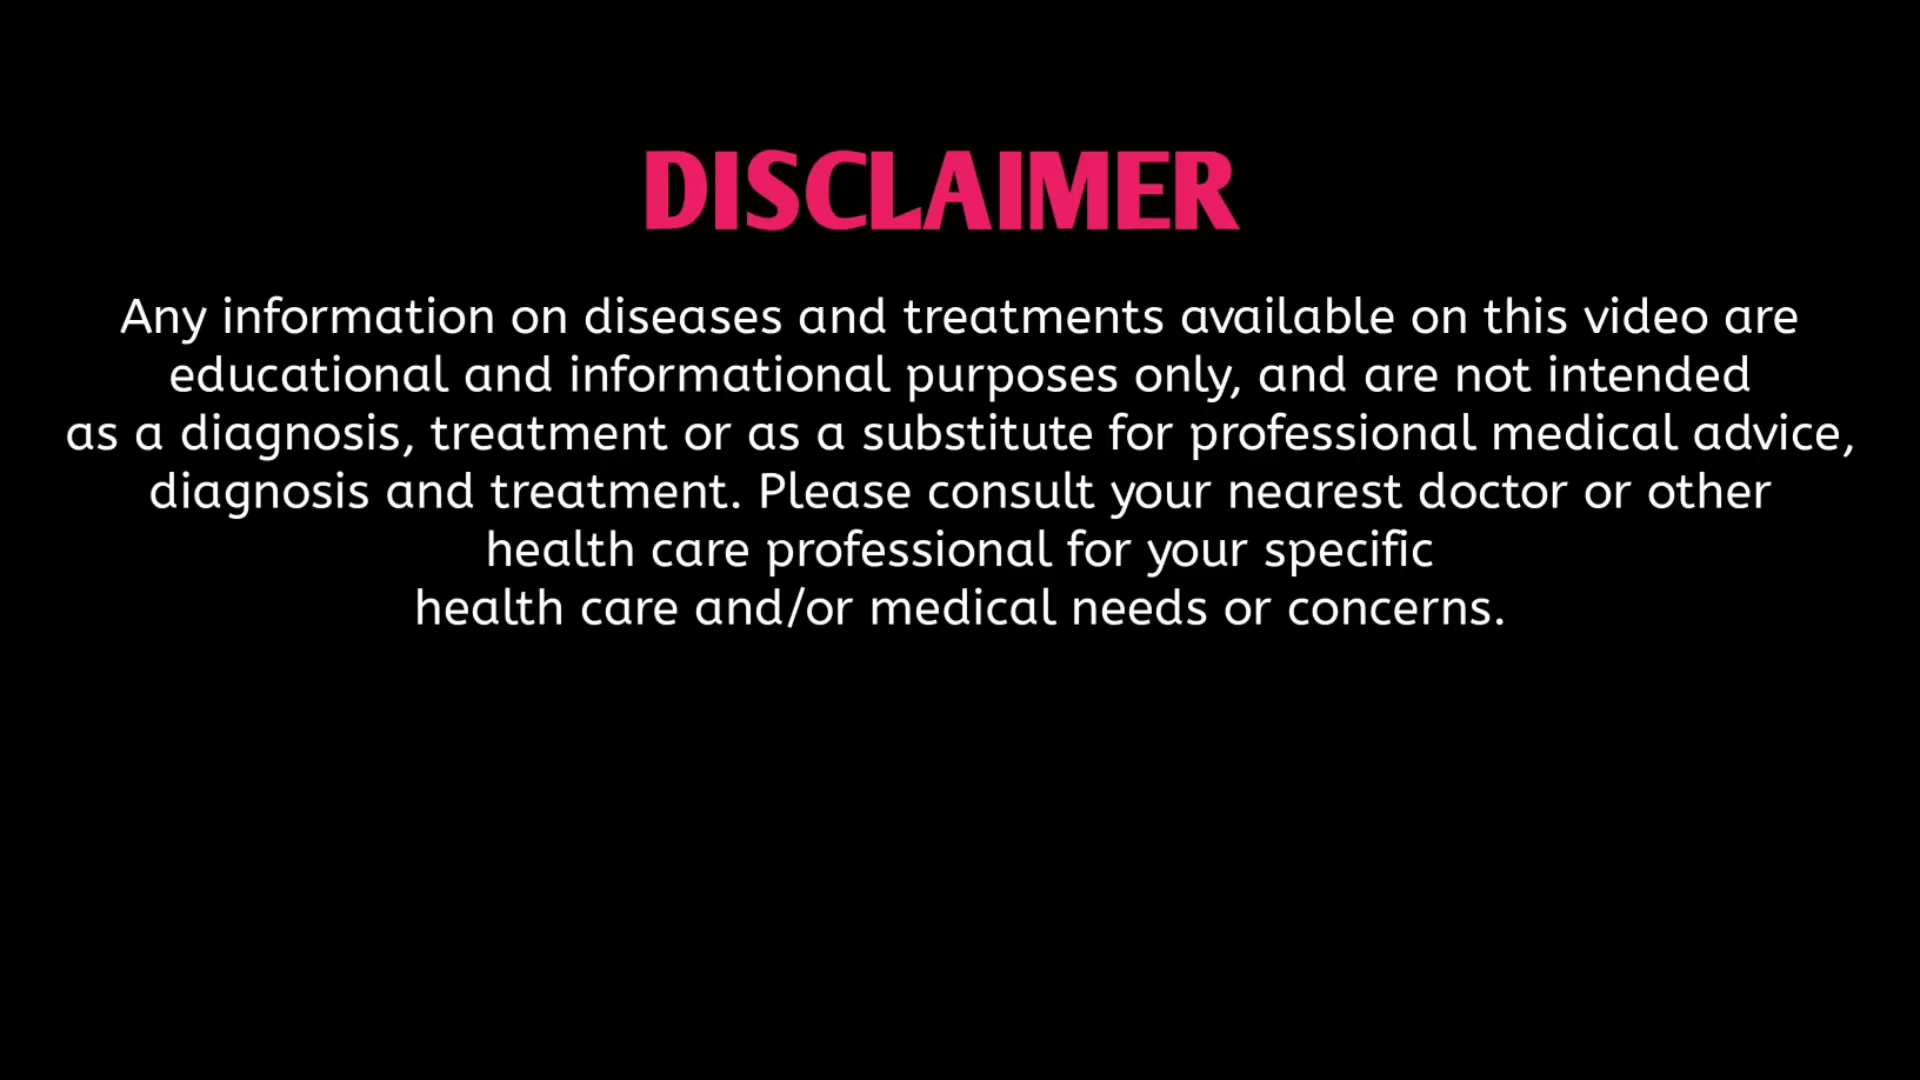 DISCLAIMER
Any information on diseases and treatments available on this video are
educational and informational purposes only, and are not intended
as a diagnosis, treatment or as a substitute for professional medical advice,
diagnosis and treatment. Please consult your nearest doctor or other
health care professional for your specific
health care and/or medical needs or concerns.